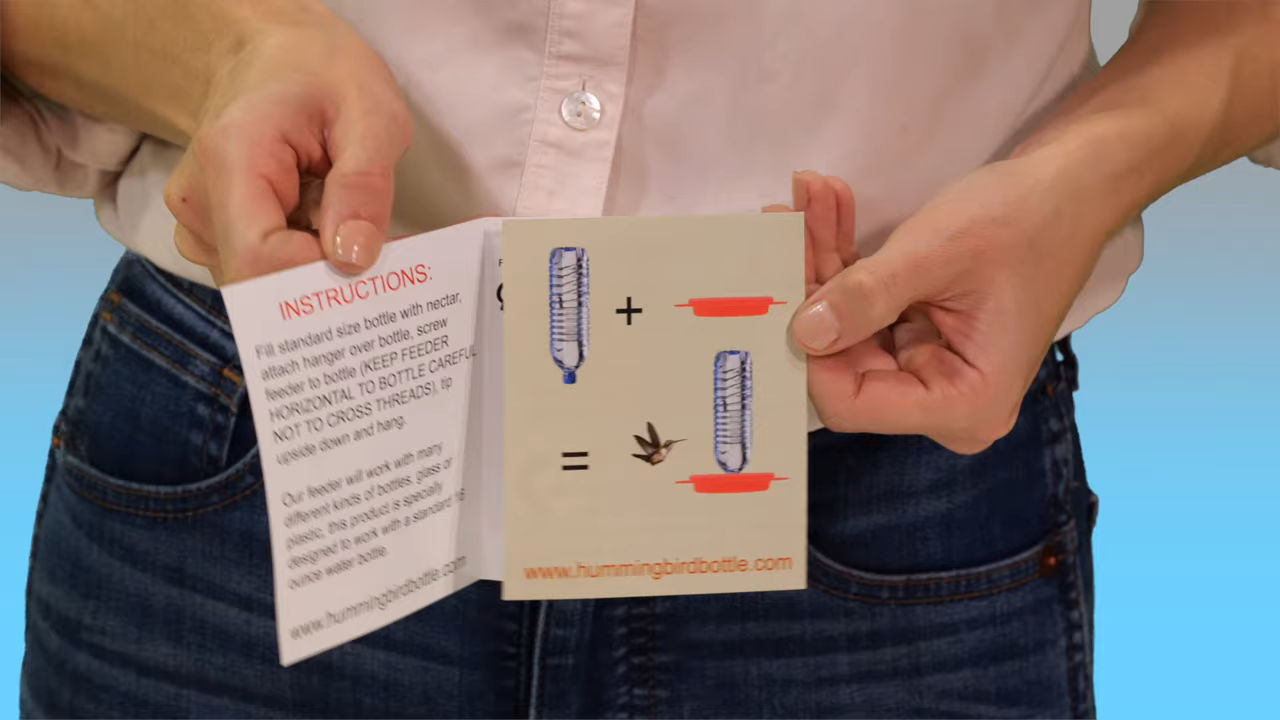 INSTRUCTIONS:
Fill standard size bottle with nectar,
attach hanger over bottle, screw
feeder to bottle (KEEP FEEDER
HORIZONTAL TO BOTTLE CAREFUL
NOT TO CROSS THREADS), tip
upside down and hang.
Our feeder will work with many
different kinds of bottles, glass or
plastic, this product is specially
designed to work with a standard 16
ounce water bottle.
www.hummingbirdbottle.com
+
=
www.hummingbirdbottle.com